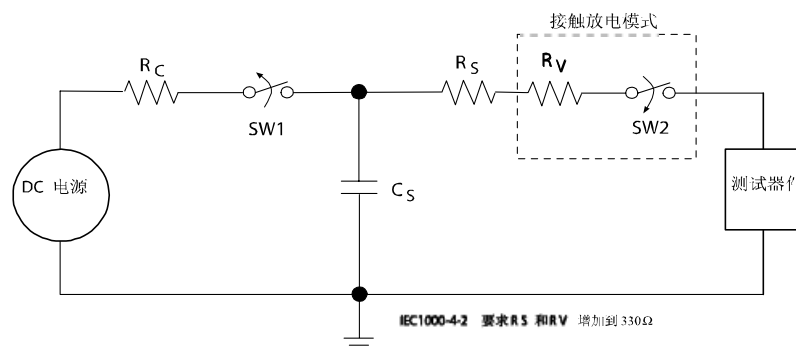 接触放电模式
RC
RS
RV
SW1
SW2
DC 电源
CS
测试器件
IEC1000-4-2 要求RS 和RV 增加到330Ω